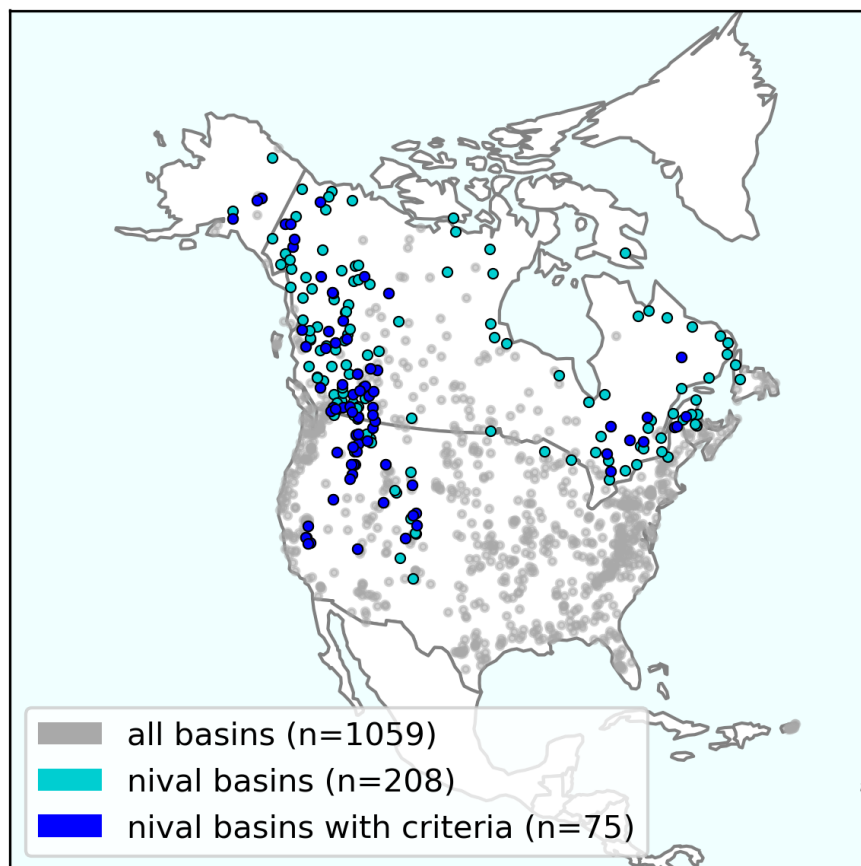 all basins (n=1059)
nival basins (n=208)
nival basins with criteria (n=75)